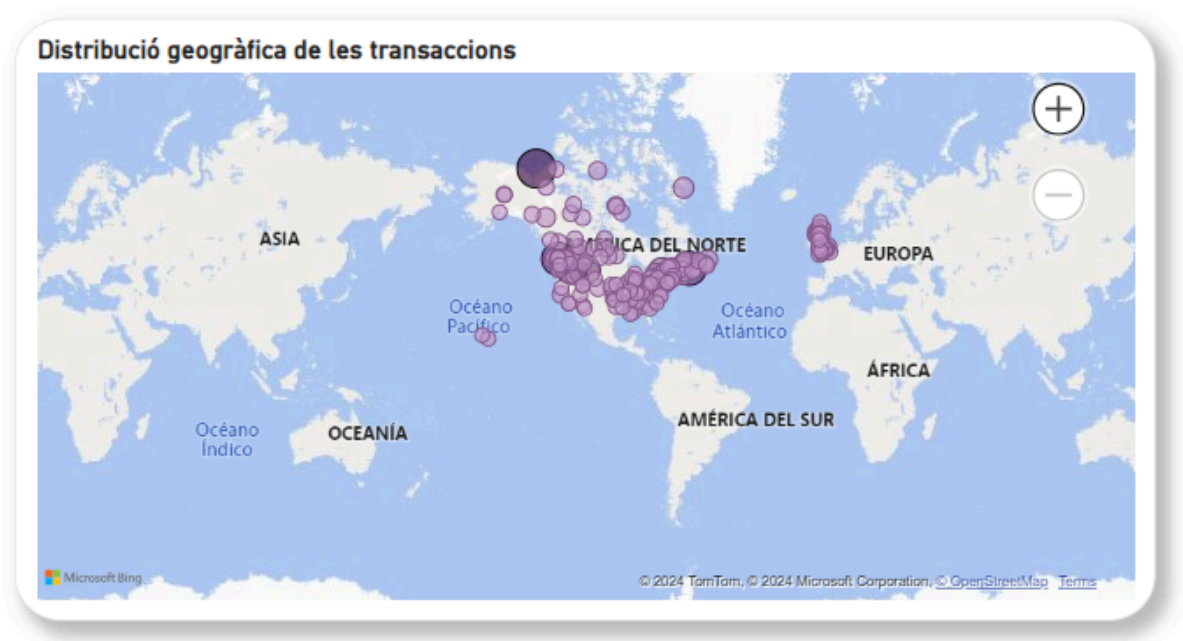 Distribució geogràfica de les transaccions
+
−
ASIA
AMÉRICA DEL NORTE
EUROPA
Océano
Pacífico
Océano
Atlántico
ÁFRICA
AMÉRICA DEL SUR
Océano
Índico
OCEANÍA
Microsoft Bing
© 2024 TomTom, © 2024 Microsoft Corporation, © OpenStreetMap Terms